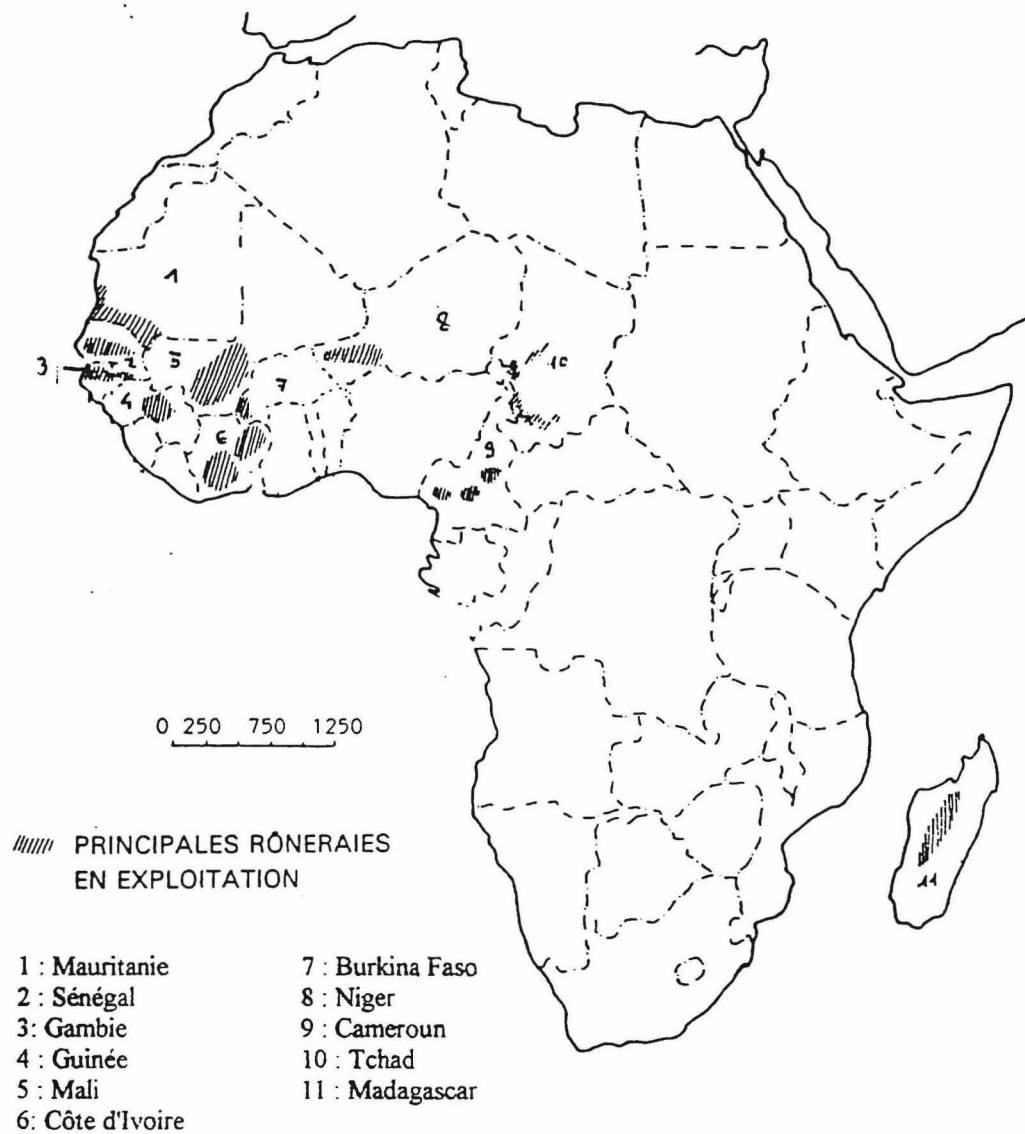 1
2
3
4
5
6
7
8
9
10
11
0 250 750 1250
PRINCIPALES RÔNERAIES
EN EXPLOITATION
1 : Mauritanie
2 : Sénégal
3: Gambie
4 : Guinée
5 : Mali
6: Côte d'Ivoire
7 : Burkina Faso
8 : Niger
9 : Cameroun
10 : Tchad
11 : Madagascar